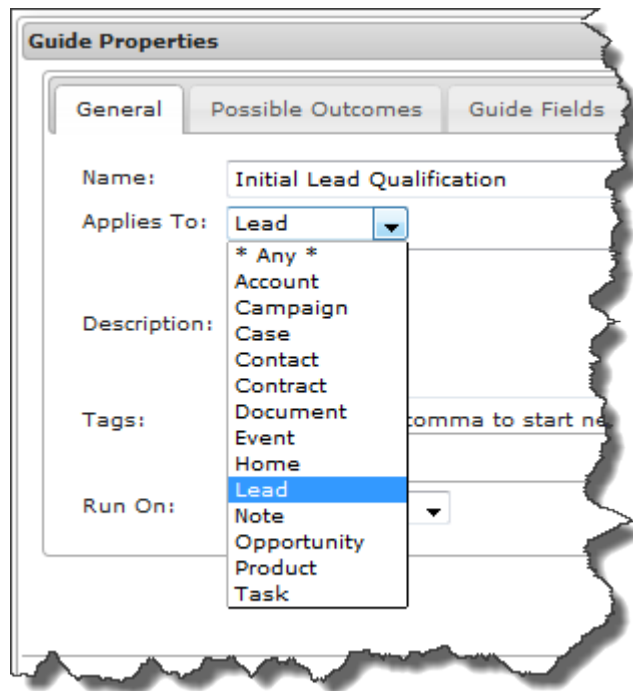 Guide Properties
General Possible Outcomes Guide Fields
Name: Initial Lead Qualification
Applies To: Lead
* Any *
Account
Campaign
Case
Contact
Contract
Document
Event
Home
Lead
Note
Opportunity
Product
Task
Description:
Tags: comma to start
Run On: